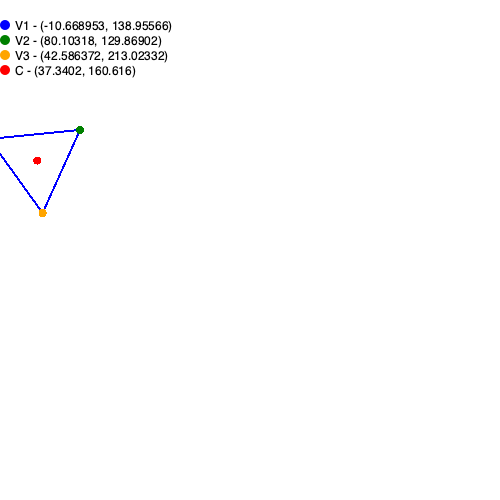 V1 - (-10.668953, 138.95566)
V2 - (80.10318, 129.86902)
V3 - (42.586372, 213.02332)
C - (37.3402, 160.616)